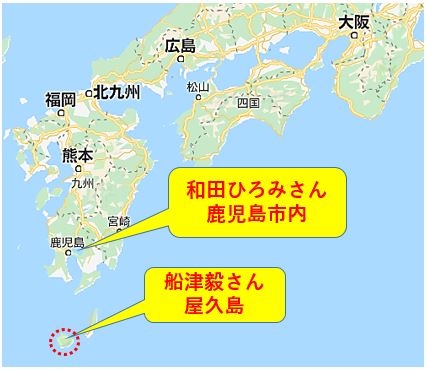 大阪
広島
北九州
松山
福岡
四国
熊本
九州
和田ひろみさん
鹿児島市内
宮崎
鹿児島
船津毅さん
屋久島